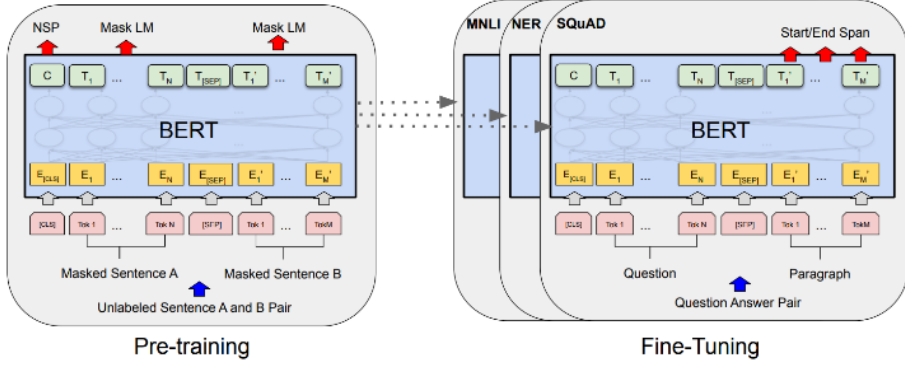 NSP Mask LM Mask LM
C T1 ... TN T[SEP] T1' ... TM'
BERT
E[CLS] E1 ... EN E[SEP] E1' ... EM'
[CLS] Tok 1 ... Tok N [SEP] Tok 1 ... TokM
Masked Sentence A Masked Sentence B
Unlabeled Sentence A and B Pair
Pre-training
MNLI NER SQuAD
Start/End Span
C T1 ... TN T[SEP] T1' ... TM'
BERT
E[CLS] E1 ... EN E[SEP] E1' ... EM'
[CLS] Tok 1 ... Tok N [SEP] Tok 1 ... TokM
Question Paragraph
Question Answer Pair
Fine-Tuning